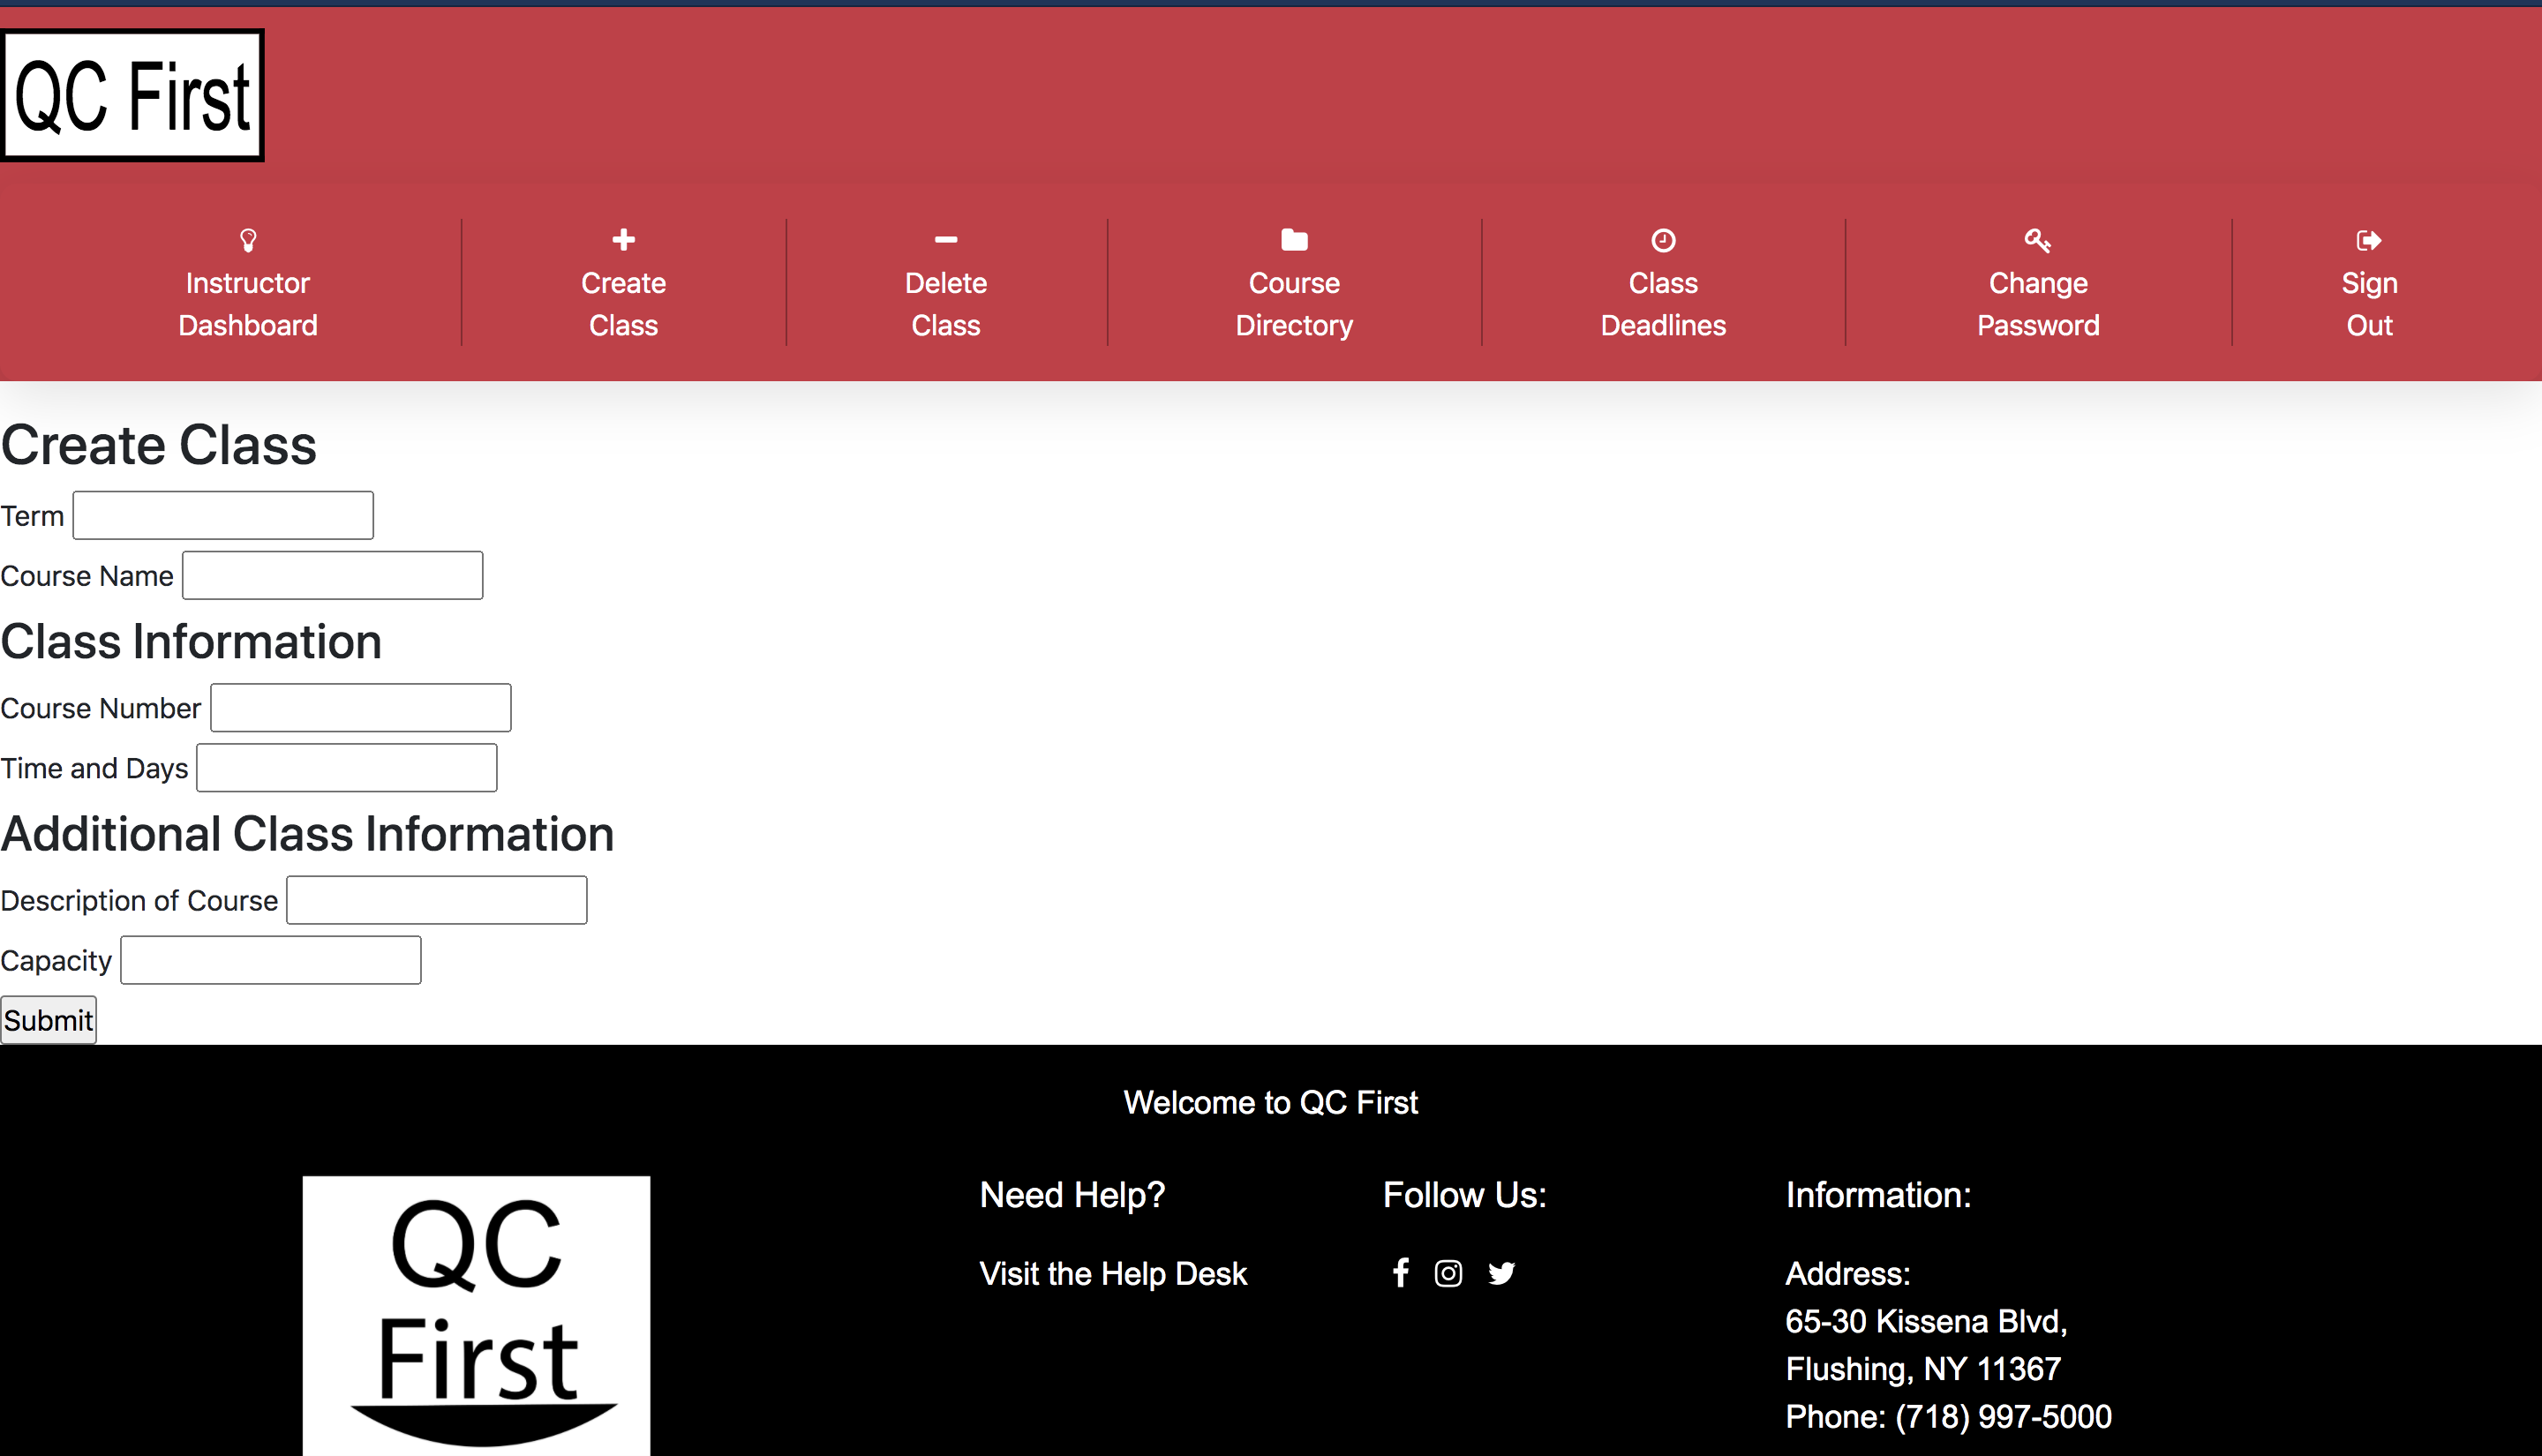 QC First
Instructor
Dashboard
Create
Class
Delete
Class
Course
Directory
Class
Deadlines
Change
Password
Sign
Out
Create Class
Term
Course Name
Class Information
Course Number
Time and Days
Additional Class Information
Description of Course
Capacity
Submit
Welcome to QC First
QC
First
Need Help?
Visit the Help Desk
Follow Us:
Information:
Address:
65-30 Kissena Blvd,
Flushing, NY 11367
Phone: (718) 997-5000